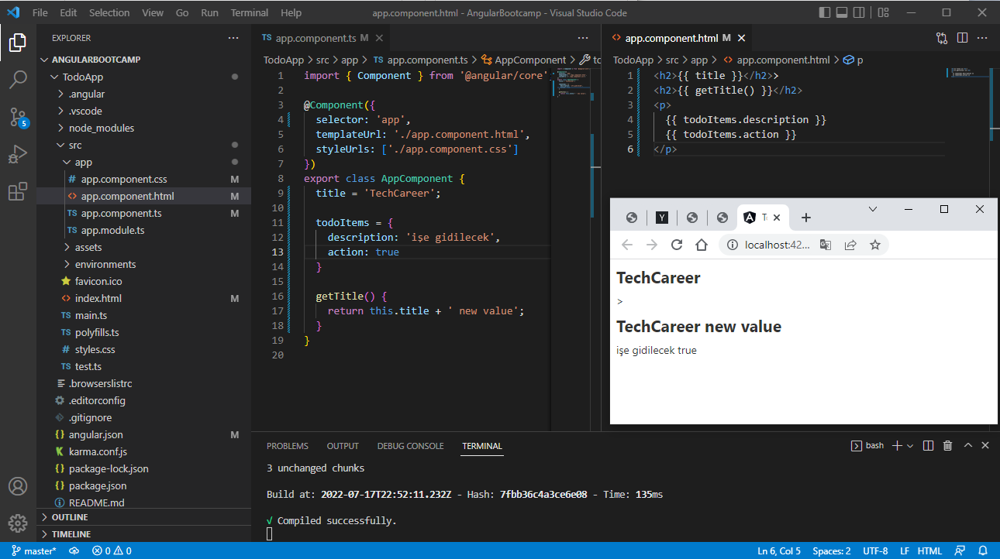 File Edit Selection View Go Run Terminal Help app.component.html - AngularBootcamp - Visual Studio Code
EXPLORER
ANGULARBOOTCAMP
TodoApp
.angular
.vscode
node_modules
src
app
app.component.css M
app.component.html M
app.component.ts M
app.module.ts
assets
environments
favicon.ico
index.html M
main.ts
polyfills.ts
styles.css
test.ts
.browserslistrc
.editorconfig
.gitignore
angular.json M
karma.conf.js
package-lock.json
package.json
README.md
OUTLINE
TIMELINE
5
TS app.component.ts M
TodoApp > src > app > TS app.component.ts > AppComponent >
1 import { Component } from '@angular/core'
2
3 @Component({
4 selector: 'app',
5 templateUrl: './app.component.html',
6 styleUrls: ['./app.component.css']
7 })
8 export class AppComponent {
9 title = 'TechCareer';
10
11 todoItems = {
12 description: 'işe gidilecek',
13 action: true
14 }
15
16 getTitle() {
17 return this.title + ' new value';
18 }
19 }
20
app.component.html M
TodoApp > src > app > app.component.html > p
1 <h2>{{ title }}</h2>>
2 <h2>{{ getTitle() }}</h2>
3 <p>
4 {{ todoItems.description }}
5 {{ todoItems.action }}
6 </p>
localhost:42...
TechCareer
>
TechCareer new value
işe gidilecek true
PROBLEMS OUTPUT DEBUG CONSOLE TERMINAL bash
3 unchanged chunks
Build at: 2022-07-17T22:52:11.232Z - Hash: 7fbb36c4a3ce6e08 - Time: 135ms
√ Compiled successfully.
master* 0 0 Ln 6, Col 5 Spaces: 2 UTF-8 LF HTML